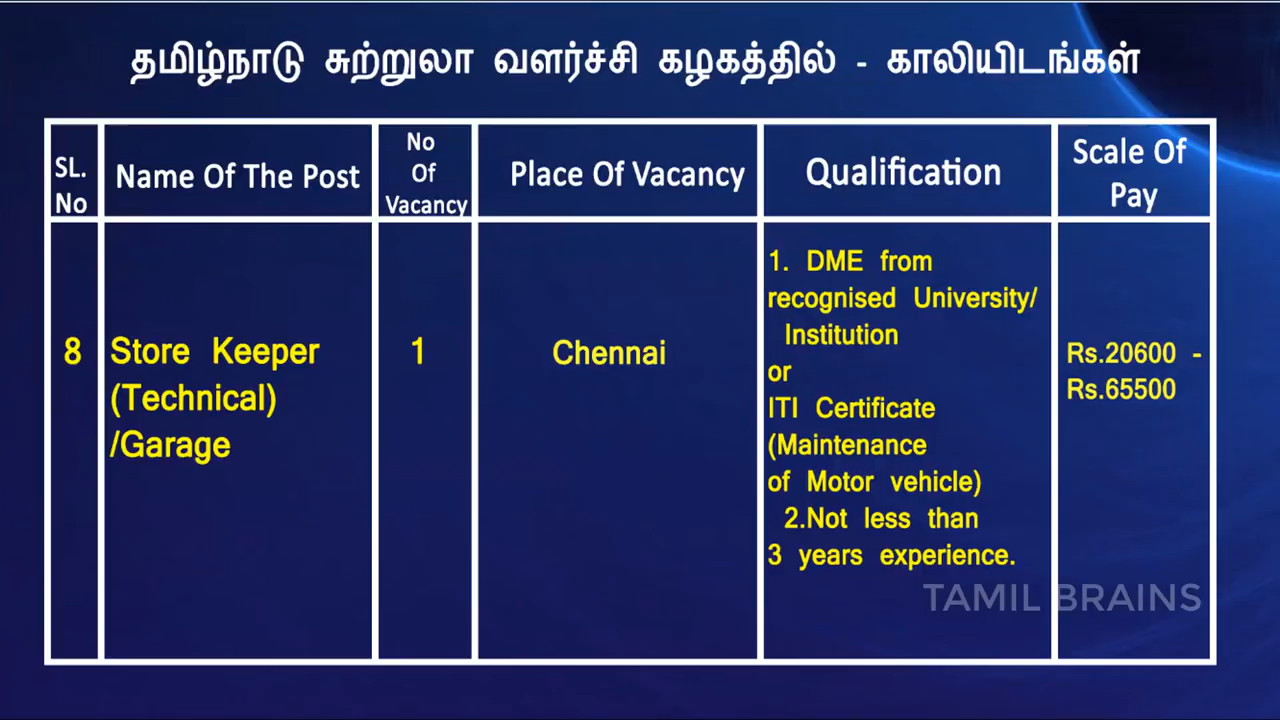 தமிழ்நாடு சுற்றுலா வளர்ச்சி கழகத்தில் - காலியிடங்கள்
SL. No
Name Of The Post
No Of Vacancy
Place Of Vacancy
Qualification
Scale Of Pay
8
Store Keeper
(Technical)
/Garage
1
Chennai
1. DME from
recognised University/
Institution
or
ITI Certificate
(Maintenance
of Motor vehicle)
2.Not less than
3 years experience.
Rs.20600 -
Rs.65500
TAMIL BRAINS